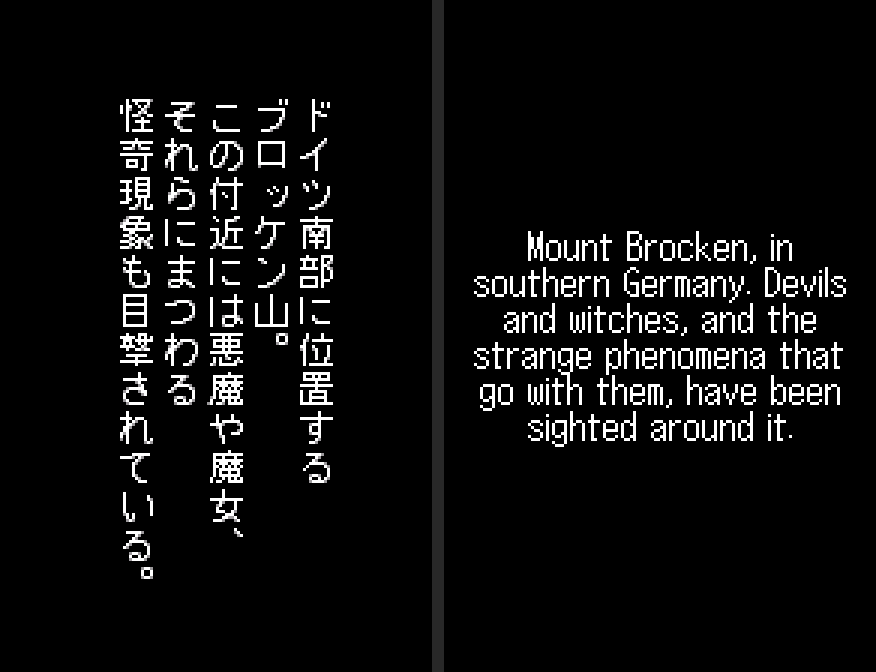 ドイツ南部に位置する
ブロッケン山。
この付近には悪魔や魔女、
それらにまつわる
怪奇現象も目撃されている。
Mount Brocken, in
southern Germany. Devils
and witches, and the
strange phenomena that
go with them, have been
sighted around it.